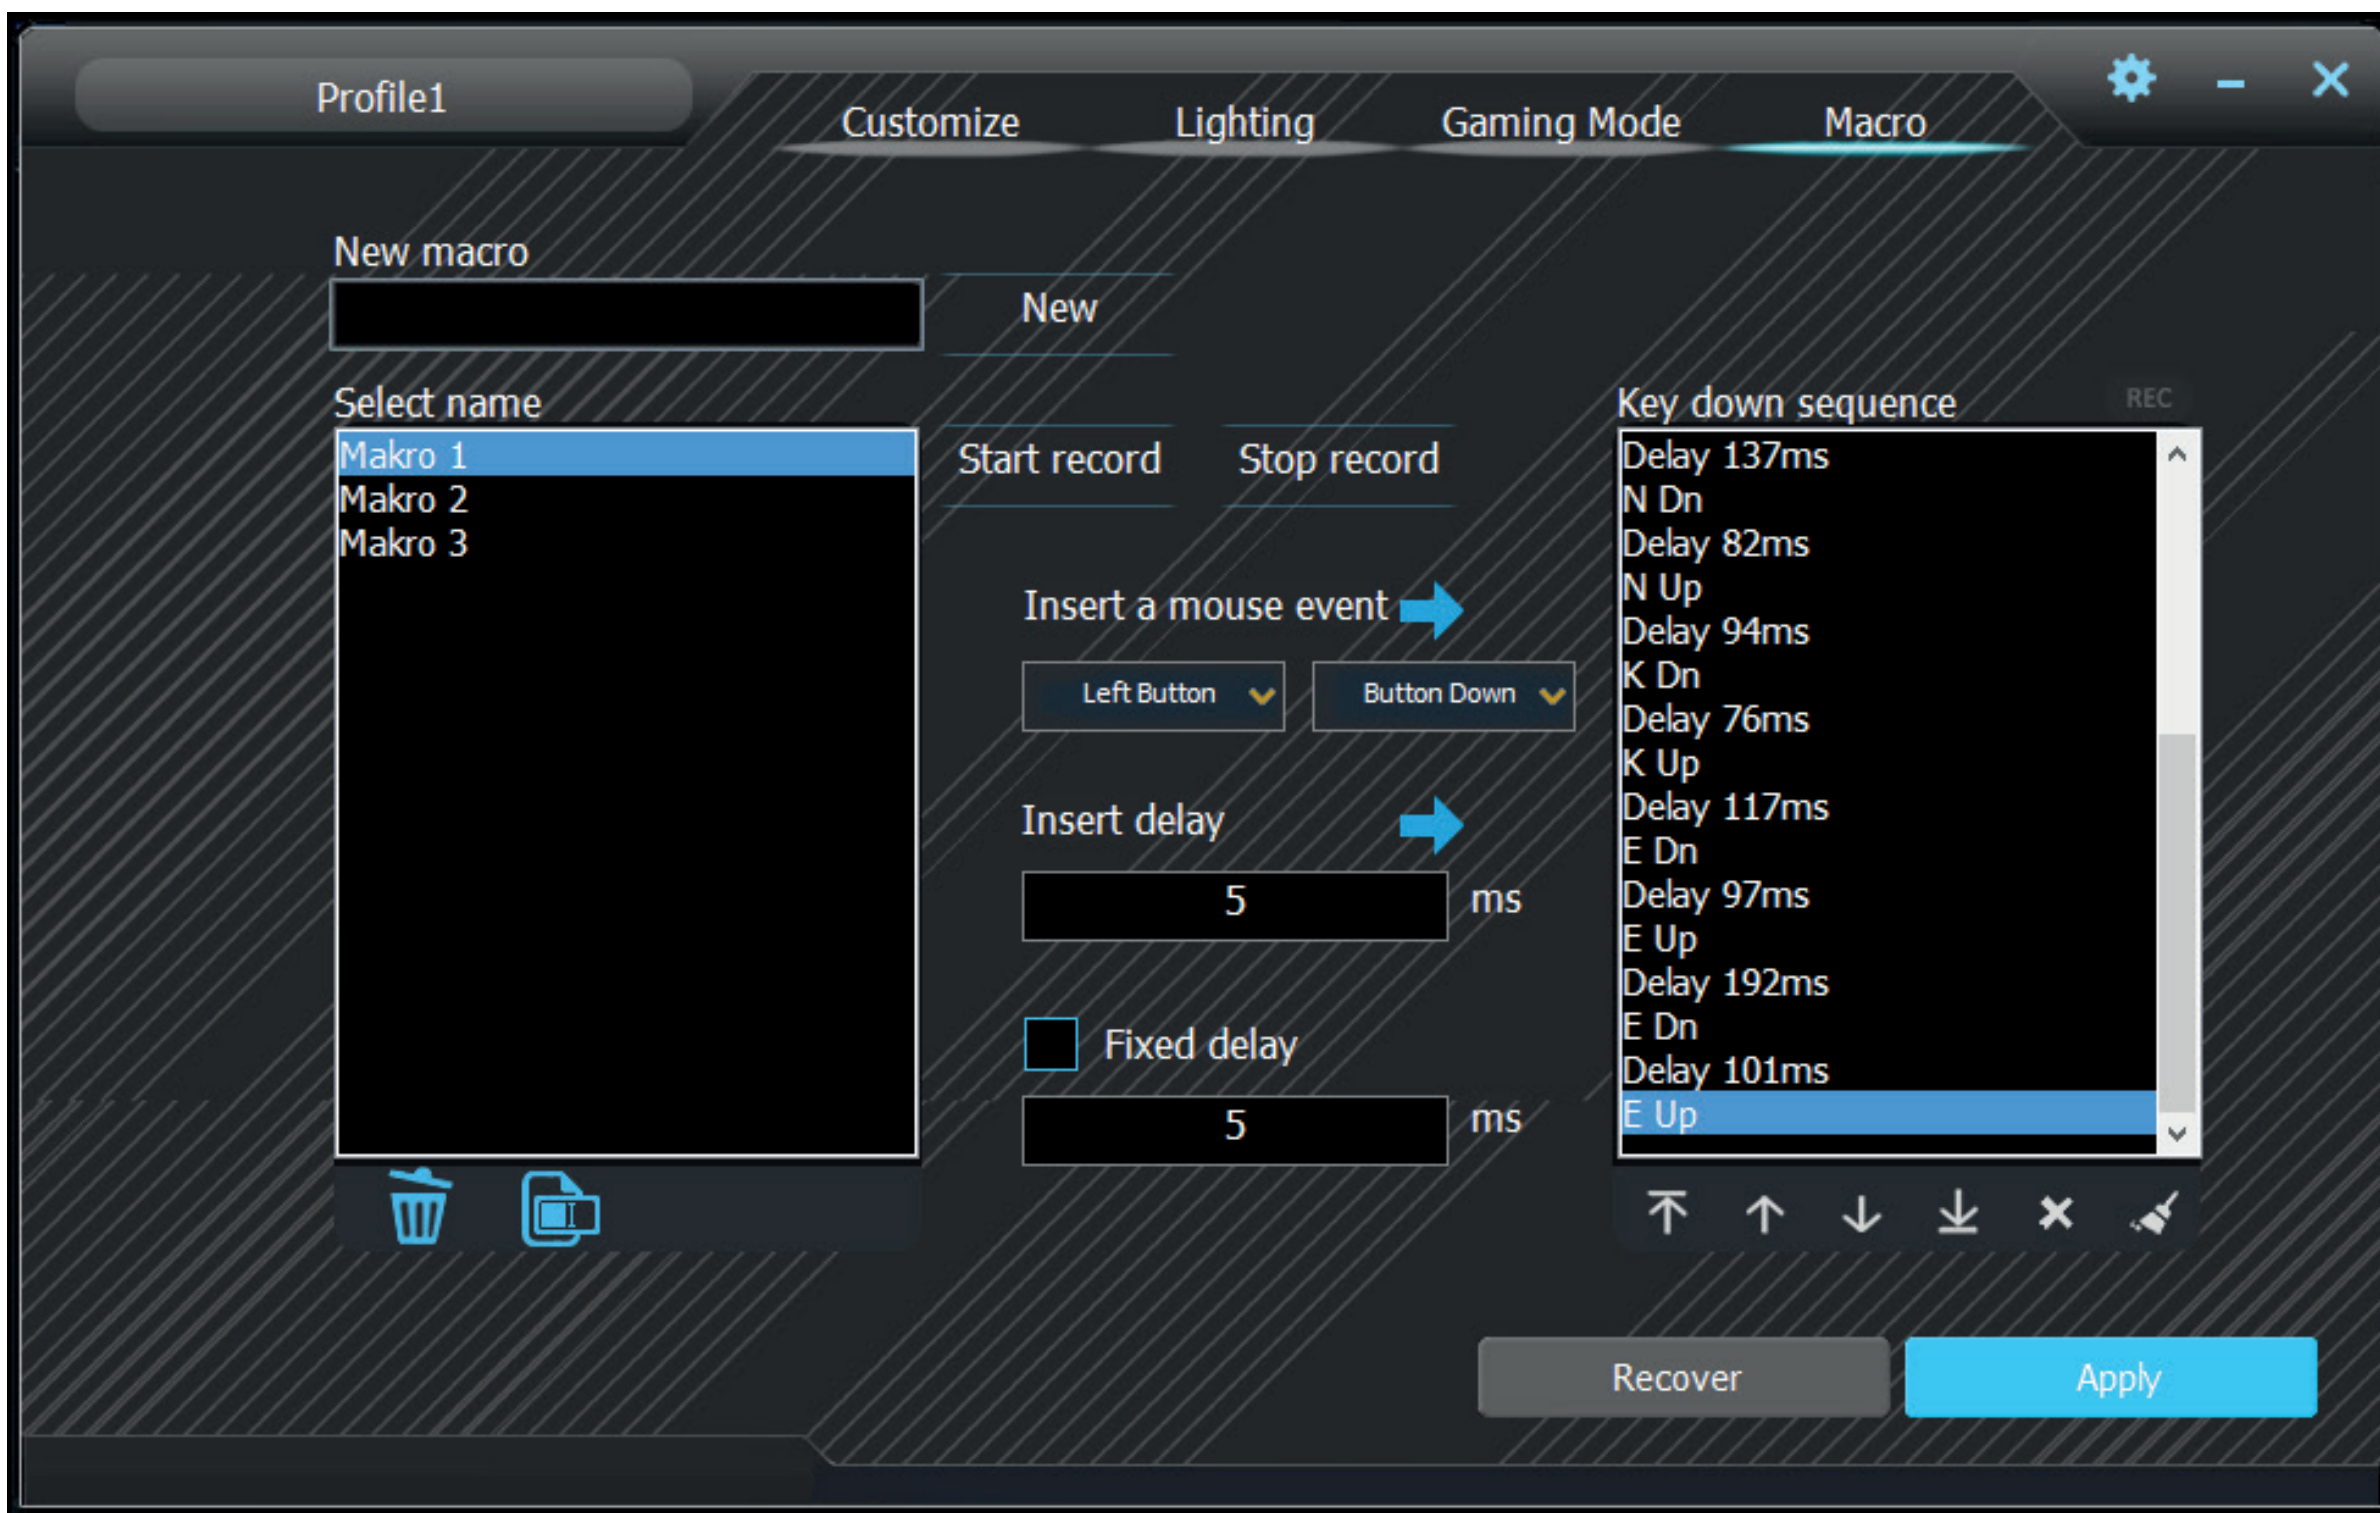 Profile1
Customize
Lighting
Gaming Mode
Macro
New macro
New
Select name
Makro 1
Makro 2
Makro 3
Start record
Stop record
Insert a mouse event
Left Button
Button Down
Insert delay
5
ms
Fixed delay
5
ms
Key down sequence
REC
Delay 137ms
N Dn
Delay 82ms
N Up
Delay 94ms
K Dn
Delay 76ms
K Up
Delay 117ms
E Dn
Delay 97ms
E Up
Delay 192ms
E Dn
Delay 101ms
E Up
Recover
Apply